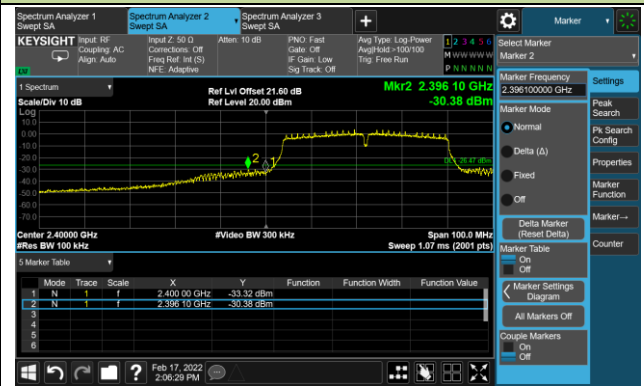 Spectrum Analyzer 1
Swept SA
Spectrum Analyzer 2
Swept SA
Spectrum Analyzer 3
Swept SA
Marker
KEYSIGHT
Input: RF
Coupling: AC
Align: Auto
Input Z: 50 Ω
Corrections: Off
Freq Ref: Int (S)
NFE: Adaptive
Atten: 10 dB
PNO: Fast
Gate: Off
IF Gain: Low
Sig Track: Off
Avg Type: Log-Power
Avg|Hold:>100/100
Trig: Free Run
1 2 3 4 5 6
M W W W W W
P N N N N N
LXI
Select Marker
Marker 2
1 Spectrum
Scale/Div 10 dB
Log
Ref Lvl Offset 21.60 dB
Ref Level 20.00 dBm
Mkr2 2.396 10 GHz
-30.38 dBm
10.0
0.00
-10.0
-20.0
-30.0
-40.0
-50.0
-60.0
-70.0
2
1
DL1 -26.47 dBm
Center 2.40000 GHz
#Res BW 100 kHz
#Video BW 300 kHz
Span 100.0 MHz
Sweep 1.07 ms (2001 pts)
5 Marker Table
Mode Trace Scale X Y Function Function Width Function Value
1 N 1 f 2.400 00 GHz -33.32 dBm
2 N 1 f 2.396 10 GHz -30.38 dBm
3
4
5
6
Marker Frequency
2.396100000 GHz
Marker Mode
Normal
Delta (Δ)
Fixed
Off
Delta Marker
(Reset Delta)
Marker Table
On
Off
Marker Settings
Diagram
All Markers Off
Couple Markers
On
Off
Settings
Peak
Search
Pk Search
Config
Properties
Marker
Function
Marker→
Counter
?
Feb 17, 2022
2:06:29 PM